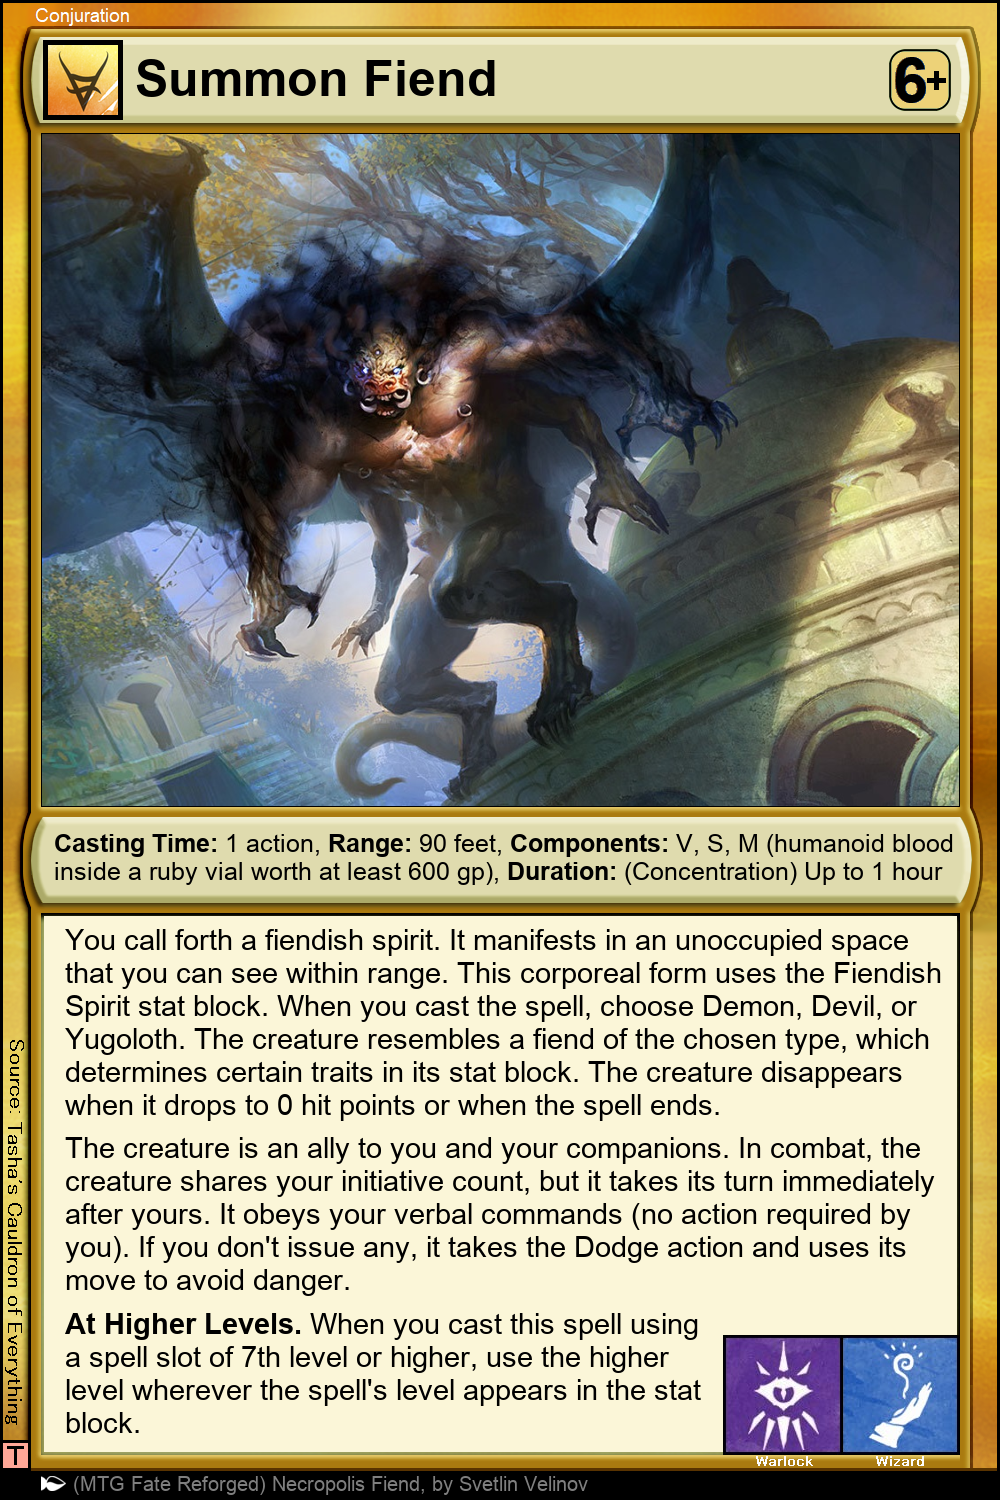 Conjuration
Summon Fiend
6+
Casting Time: 1 action, Range: 90 feet, Components: V, S, M (humanoid blood
inside a ruby vial worth at least 600 gp), Duration: (Concentration) Up to 1 hour
You call forth a fiendish spirit. It manifests in an unoccupied space
that you can see within range. This corporeal form uses the Fiendish
Spirit stat block. When you cast the spell, choose Demon, Devil, or
Yugoloth. The creature resembles a fiend of the chosen type, which
determines certain traits in its stat block. The creature disappears
when it drops to 0 hit points or when the spell ends.
The creature is an ally to you and your companions. In combat, the
creature shares your initiative count, but it takes its turn immediately
after yours. It obeys your verbal commands (no action required by
you). If you don't issue any, it takes the Dodge action and uses its
move to avoid danger.
At Higher Levels. When you cast this spell using
a spell slot of 7th level or higher, use the higher
level wherever the spell's level appears in the stat
block.
Warlock
Wizard
Source: Tasha's Cauldron of Everything
T
(MTG Fate Reforged) Necropolis Fiend, by Svetlin Velinov